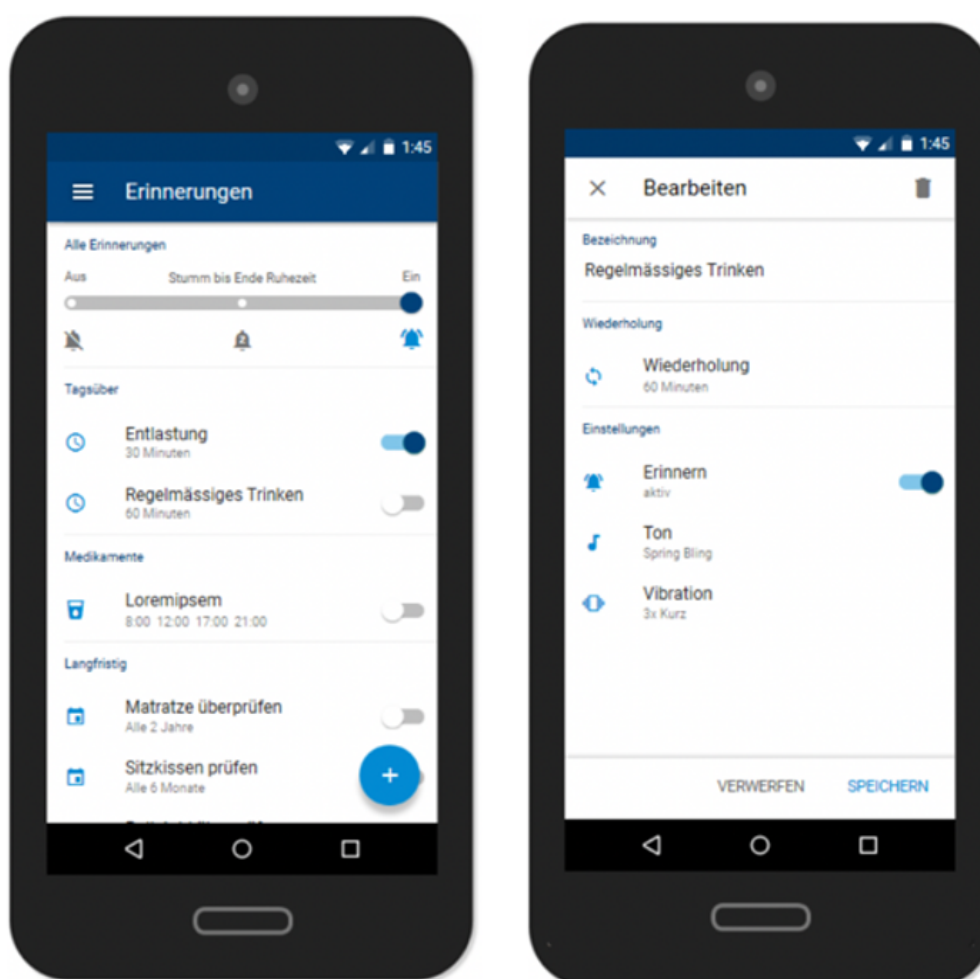 1:45
Erinnerungen
Alle Erinnerungen
Aus Stumm bis Ende Ruhezeit Ein
Tagsüber
Entlastung
30 Minuten
Regelmässiges Trinken
60 Minuten
Medikamente
Loremipsem
8:00 12:00 17:00 21:00
Langfristig
Matratze überprüfen
Alle 2 Jahre
Sitzkissen prüfen
Alle 6 Monate
1:45
Bearbeiten
Bezeichnung
Regelmässiges Trinken
Wiederholung
Wiederholung
60 Minuten
Einstellungen
Erinnern
aktiv
Ton
Spring Bling
Vibration
3x Kurz
VERWERFEN SPEICHERN